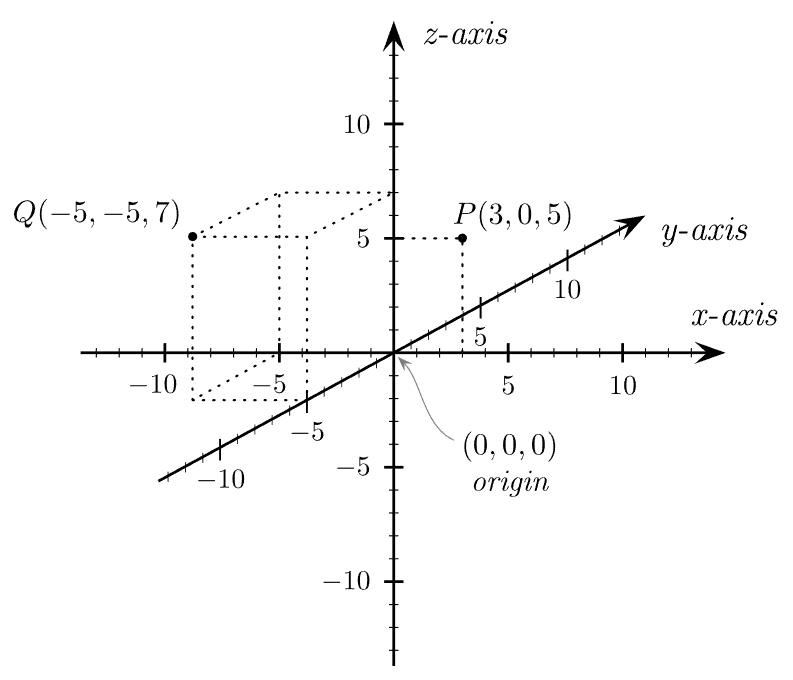 z-axis
10
Q(−5, −5, 7)
P(3, 0, 5)
5
y-axis
10
x-axis
5
−10
−5
5
10
−5
(0, 0, 0)
origin
−5
−10
−10